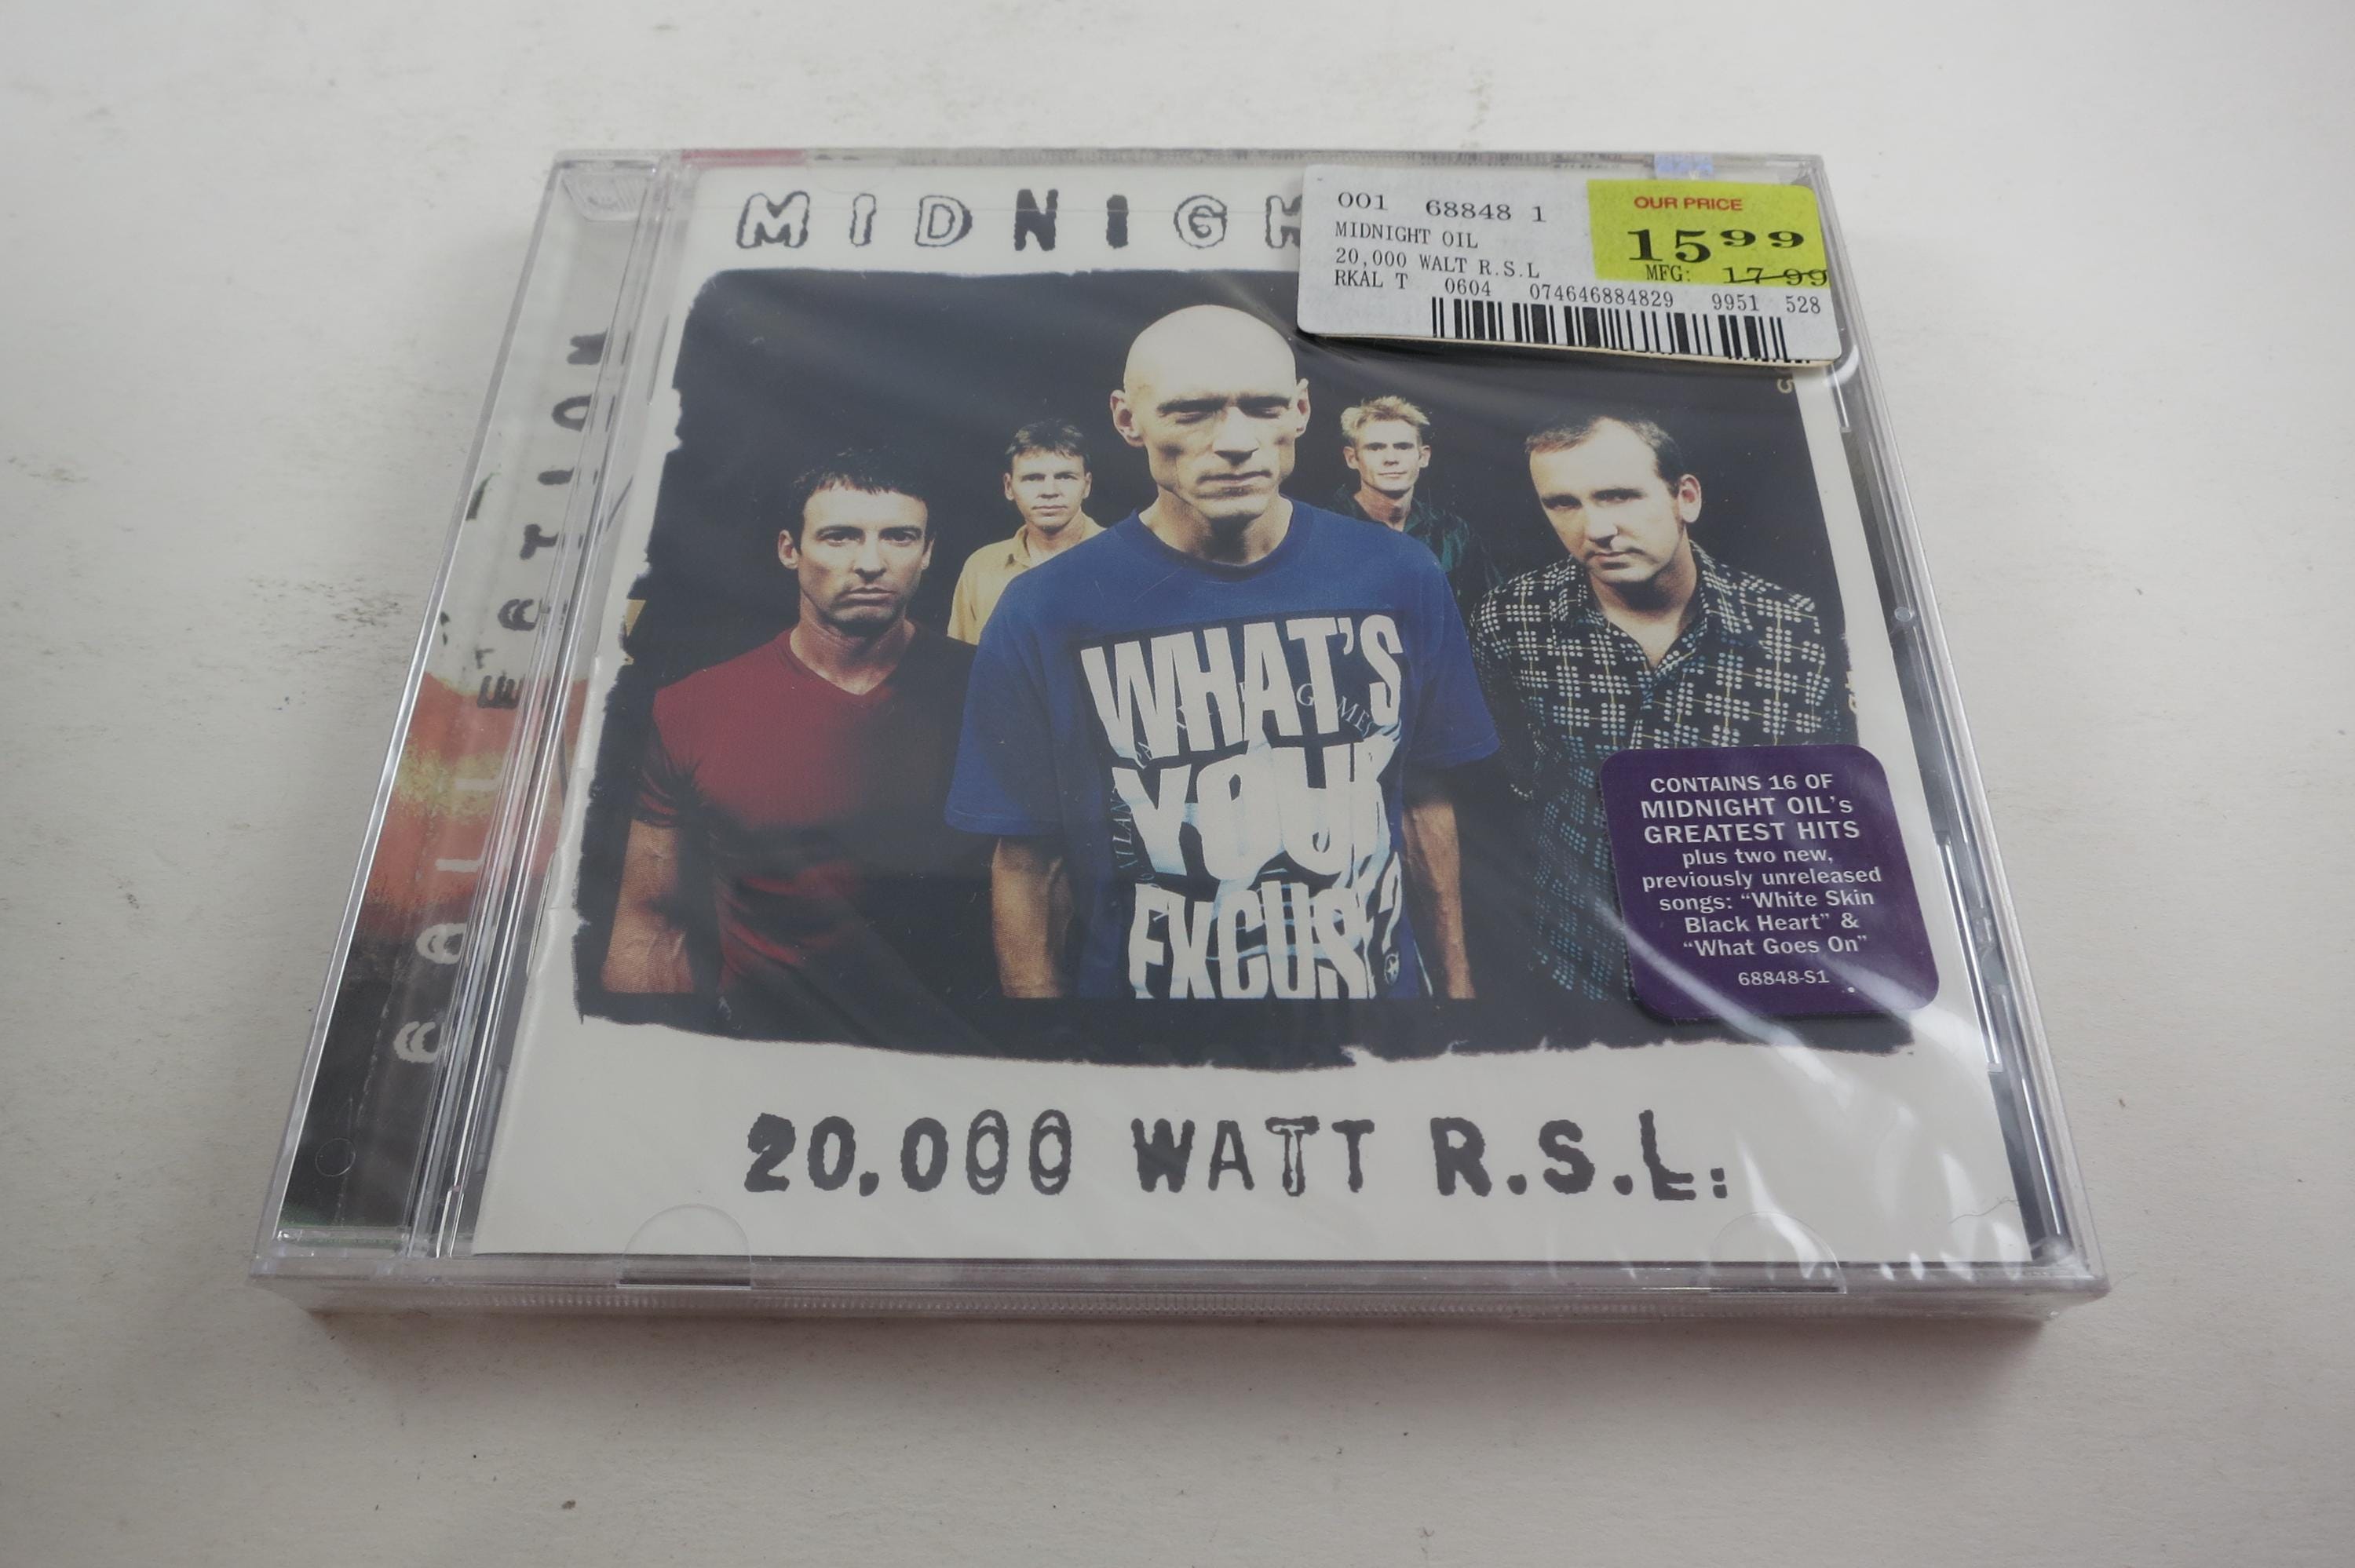 MIDNIGH
001 68848 1
MIDNIGHT OIL
20,000 WALT R.S.L
RKAL T 0604 074646884829 9951 528
OUR PRICE
15 99
MFG: 17-99
WHAT'S
YOUR
EXCUSE?
CONTAINS 16 OF
MIDNIGHT OIL's
GREATEST HITS
plus two new,
previously unreleased
songs: "White Skin
Black Heart" &
"What Goes On"
68848-S1
20,000 WATT R.S.L: